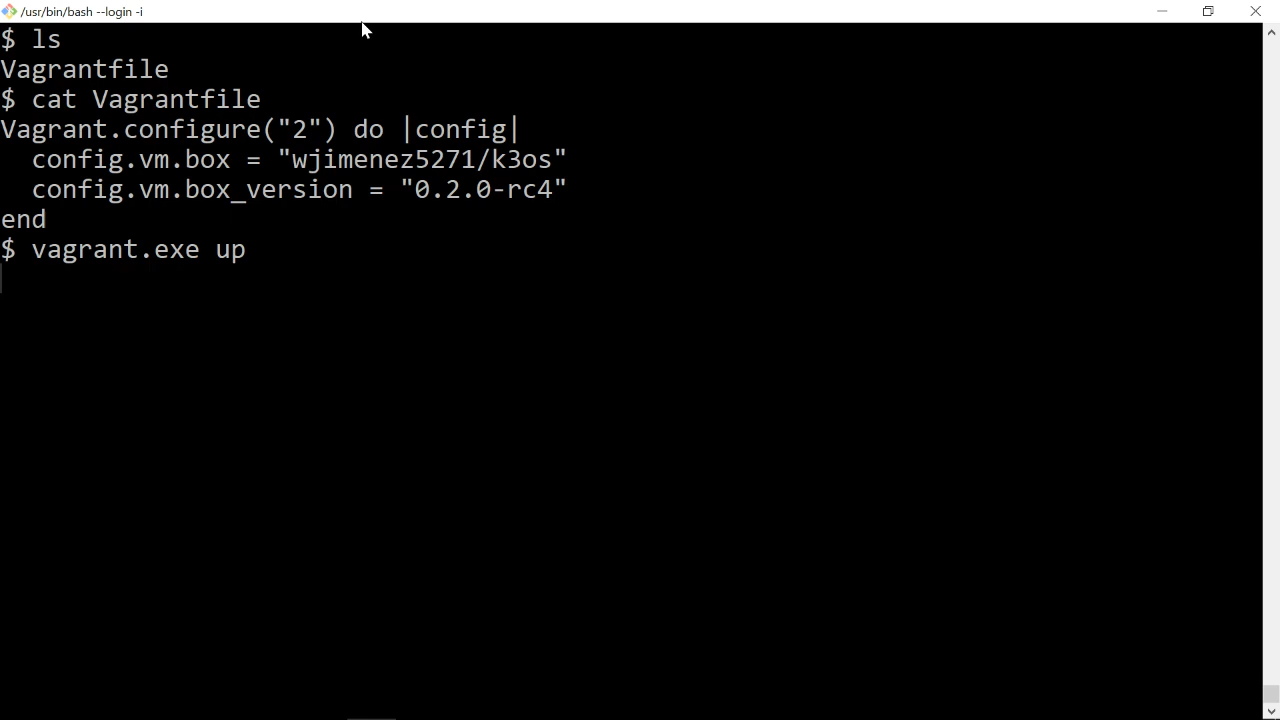 /usr/bin/bash --login -i
$ ls
Vagrantfile
$ cat Vagrantfile
Vagrant.configure("2") do |config|
  config.vm.box = "wjimenez5271/k3os"
  config.vm.box_version = "0.2.0-rc4"
end
$ vagrant.exe up